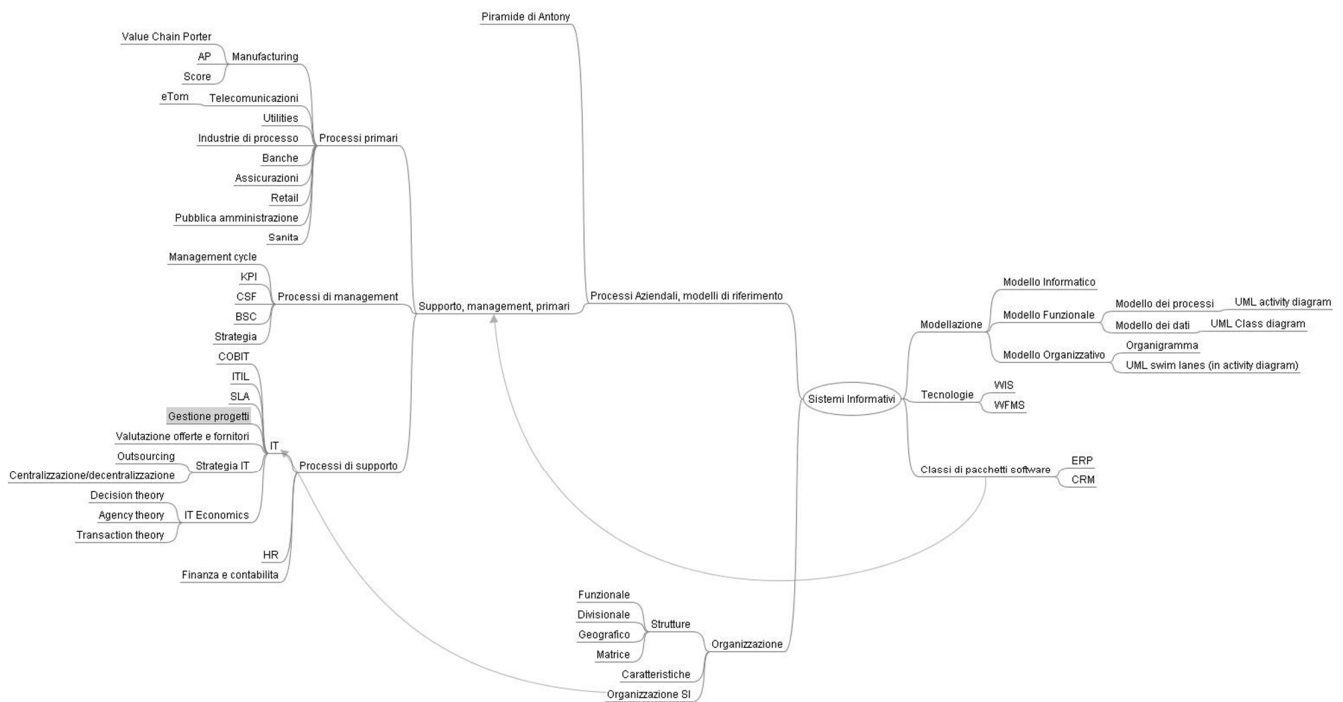 Piramide di Antony
Value Chain Porter
AP
Score
Manufacturing
eTom
Telecomunicazioni
Utilities
Industrie di processo
Banche
Assicurazioni
Retail
Pubblica amministrazione
Sanita
Processi primari
Management cycle
KPI
CSF
BSC
Strategia
Processi di management
Supporto, management, primari
Processi Aziendali, modelli di riferimento
COBIT
ITIL
SLA
Gestione progetti
Valutazione offerte e fornitori
Outsourcing
Centralizzazione/decentralizzazione
Strategia IT
Decision theory
Agency theory
Transaction theory
IT Economics
IT
HR
Finanza e contabilita
Processi di supporto
Sistemi Informativi
Modellazione
Modello Informatico
Modello Funzionale
Modello dei processi
UML activity diagram
Modello dei dati
UML Class diagram
Modello Organizzativo
Organigramma
UML swim lanes (in activity diagram)
Tecnologie
WIS
WFMS
Classi di pacchetti software
ERP
CRM
Funzionale
Divisionale
Geografico
Matrice
Strutture
Caratteristiche
Organizzazione SI
Organizzazione